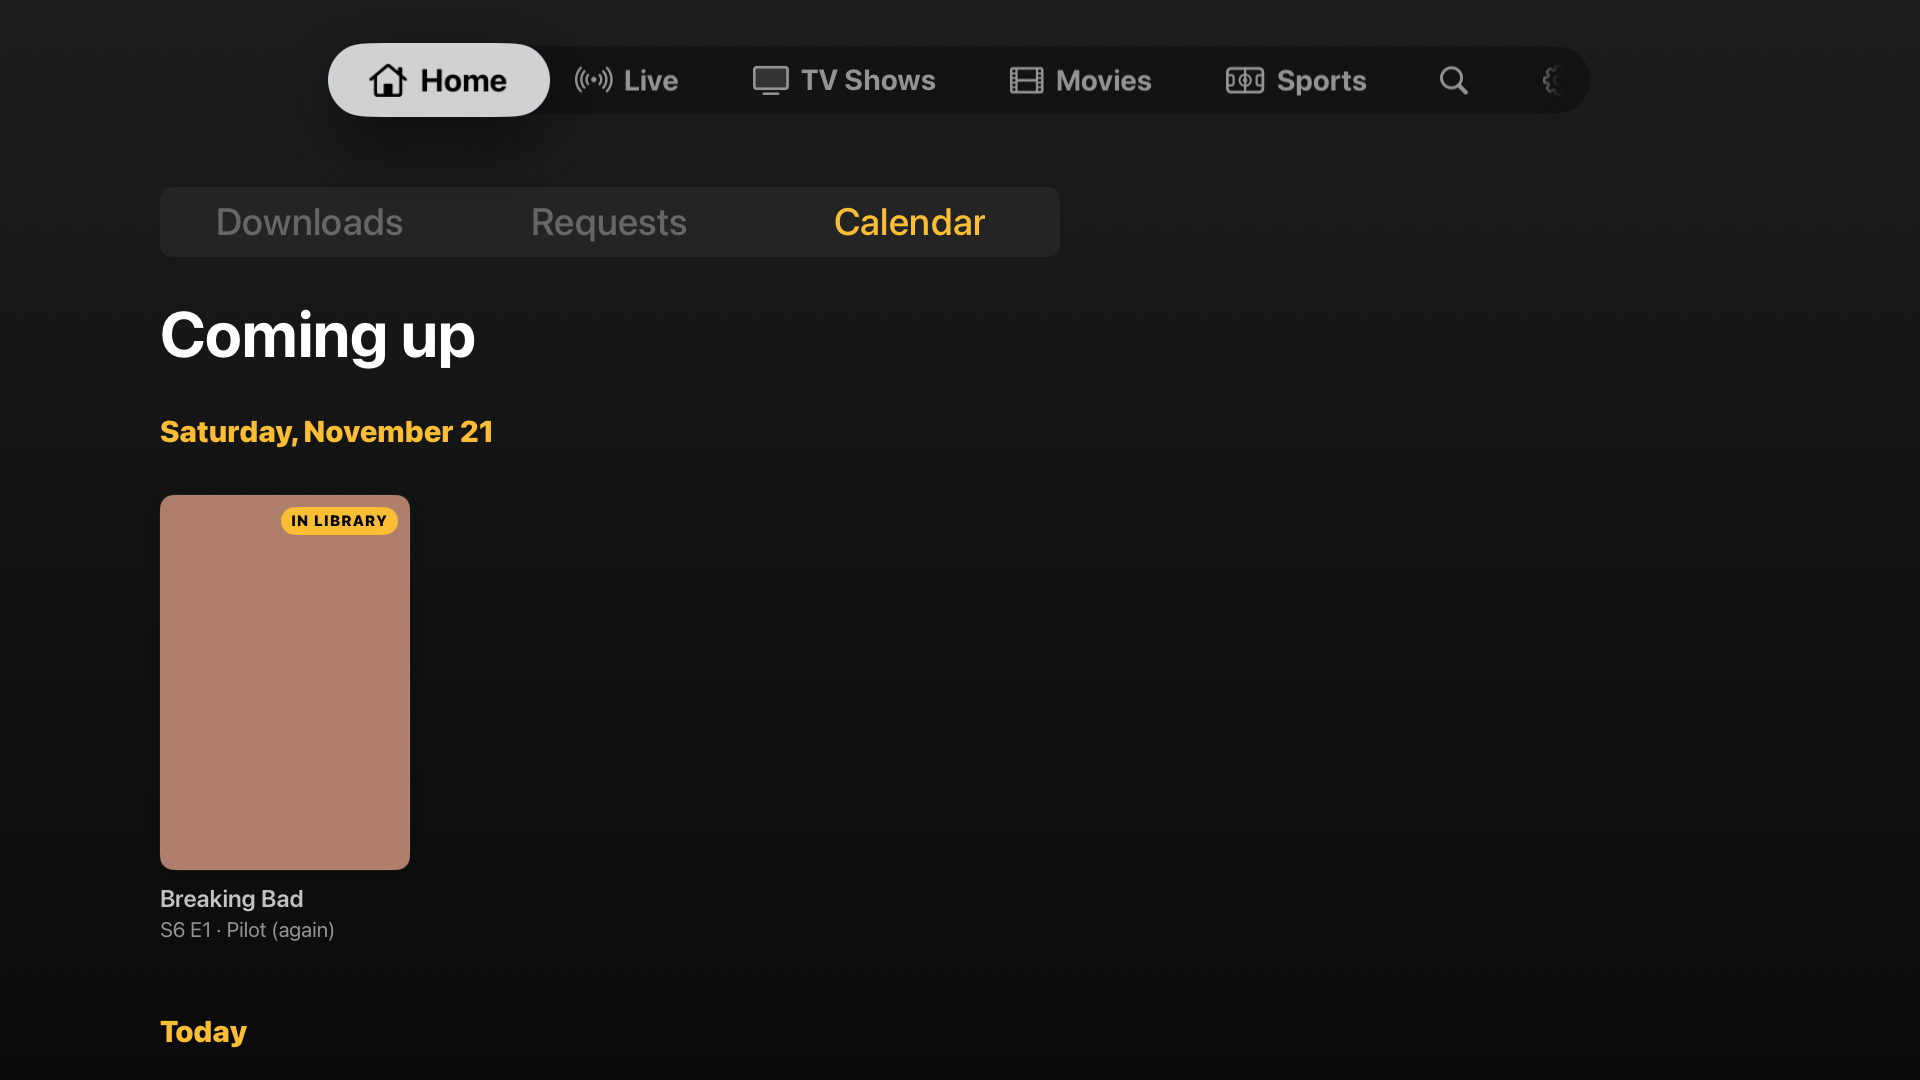 Home
Live
TV Shows
Movies
Sports
Downloads
Requests
Calendar
Coming up
Saturday, November 21
IN LIBRARY
Breaking Bad
S6 E1 · Pilot (again)
Today